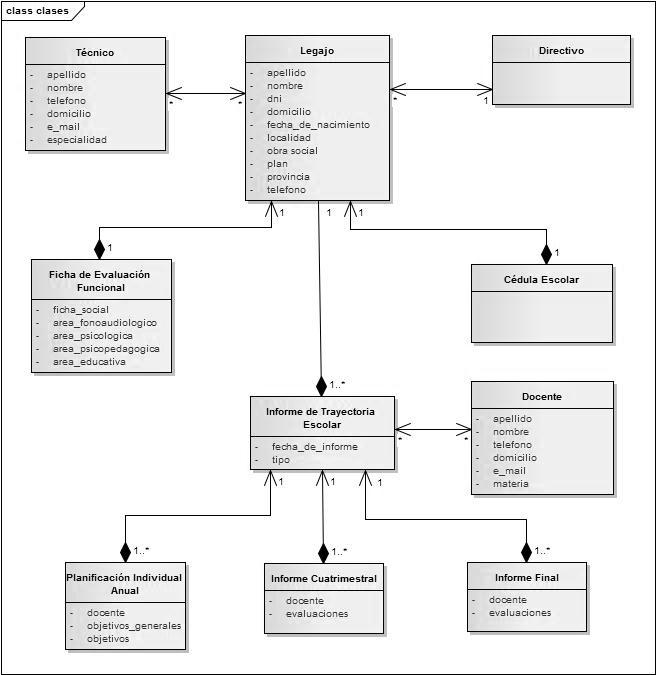 class clases
Técnico
- apellido
- nombre
- telefono
- domicilio
- e_mail
- especialidad
Legajo
- apellido
- nombre
- dni
- domicilio
- fecha_de_nacimiento
- localidad
- obra social
- plan
- provincia
- telefono
Directivo
*
*
*
1
1
1
1
1
1
Ficha de Evaluación
Funcional
- ficha_social
- area_fonoaudiologico
- area_psicologica
- area_psicopedagogica
- area_educativa
Cédula Escolar
1..*
Informe de Trayectoria
Escolar
- fecha_de_informe
- tipo
*
*
Docente
- apellido
- nombre
- telefono
- domicilio
- e_mail
- materia
1
1
1
1..*
1..*
1..*
Planificación Individual
Anual
- docente
- objetivos_generales
- objetivos
Informe Cuatrimestral
- docente
- evaluaciones
Informe Final
- docente
- evaluaciones